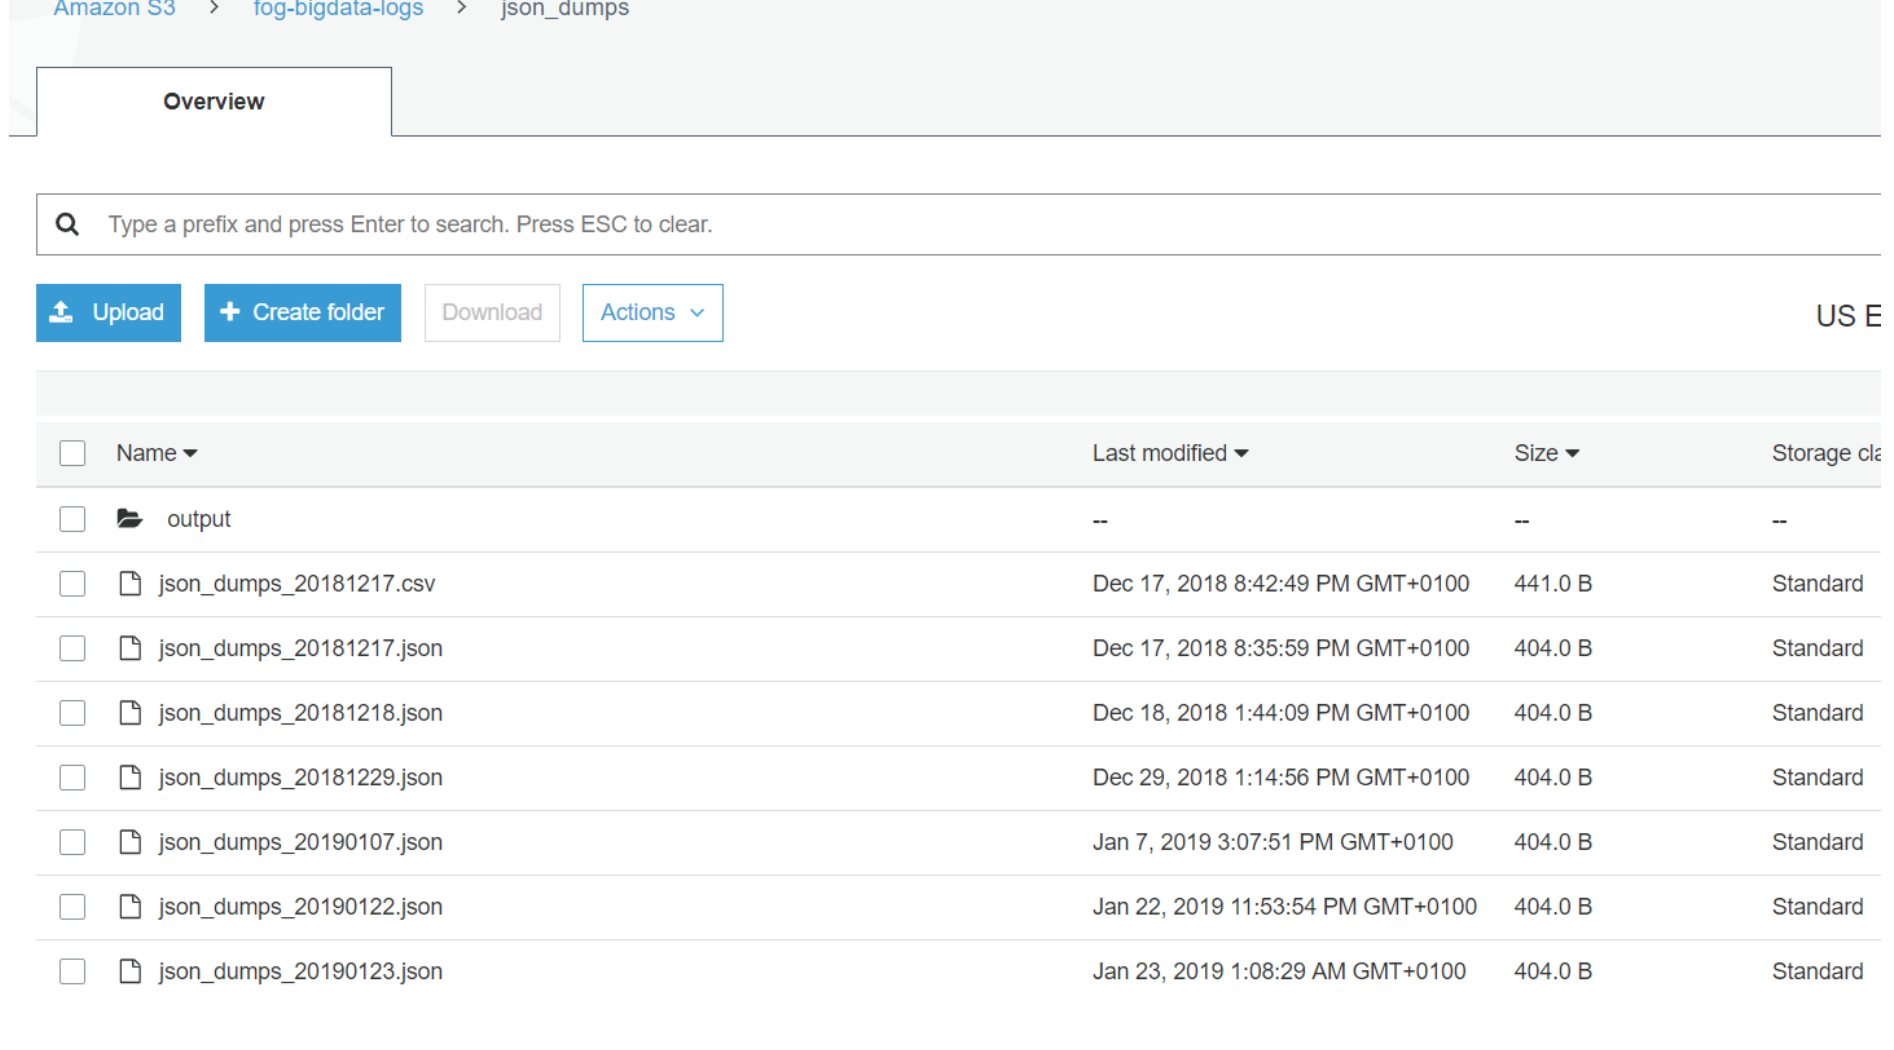 Amazon S3 > fog-bigdata-logs > json_dumps
Overview
Type a prefix and press Enter to search. Press ESC to clear.
Upload + Create folder Download Actions
US E
Name Last modified Size Storage cla
output -- -- --
json_dumps_20181217.csv Dec 17, 2018 8:42:49 PM GMT+0100 441.0 B Standard
json_dumps_20181217.json Dec 17, 2018 8:35:59 PM GMT+0100 404.0 B Standard
json_dumps_20181218.json Dec 18, 2018 1:44:09 PM GMT+0100 404.0 B Standard
json_dumps_20181229.json Dec 29, 2018 1:14:56 PM GMT+0100 404.0 B Standard
json_dumps_20190107.json Jan 7, 2019 3:07:51 PM GMT+0100 404.0 B Standard
json_dumps_20190122.json Jan 22, 2019 11:53:54 PM GMT+0100 404.0 B Standard
json_dumps_20190123.json Jan 23, 2019 1:08:29 AM GMT+0100 404.0 B Standard